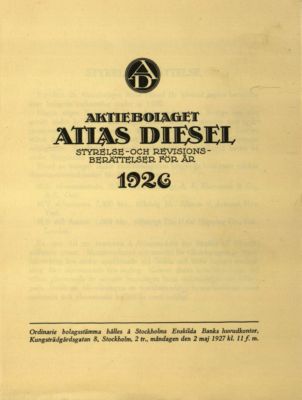 AD
AKTIEBOLAGET
ATLAS DIESEL
STYRELSE-OCH REVISIONS-
BERÄTTELSER FÖR ÅR
1926
Ordinarie bolagsstämma hålles å Stockholms Enskilda Banks huvudkontor,
Kungsträdgårdsgatan 8, Stockholm, 2 tr., måndagen den 2 maj 1927 kl. 11 f. m.